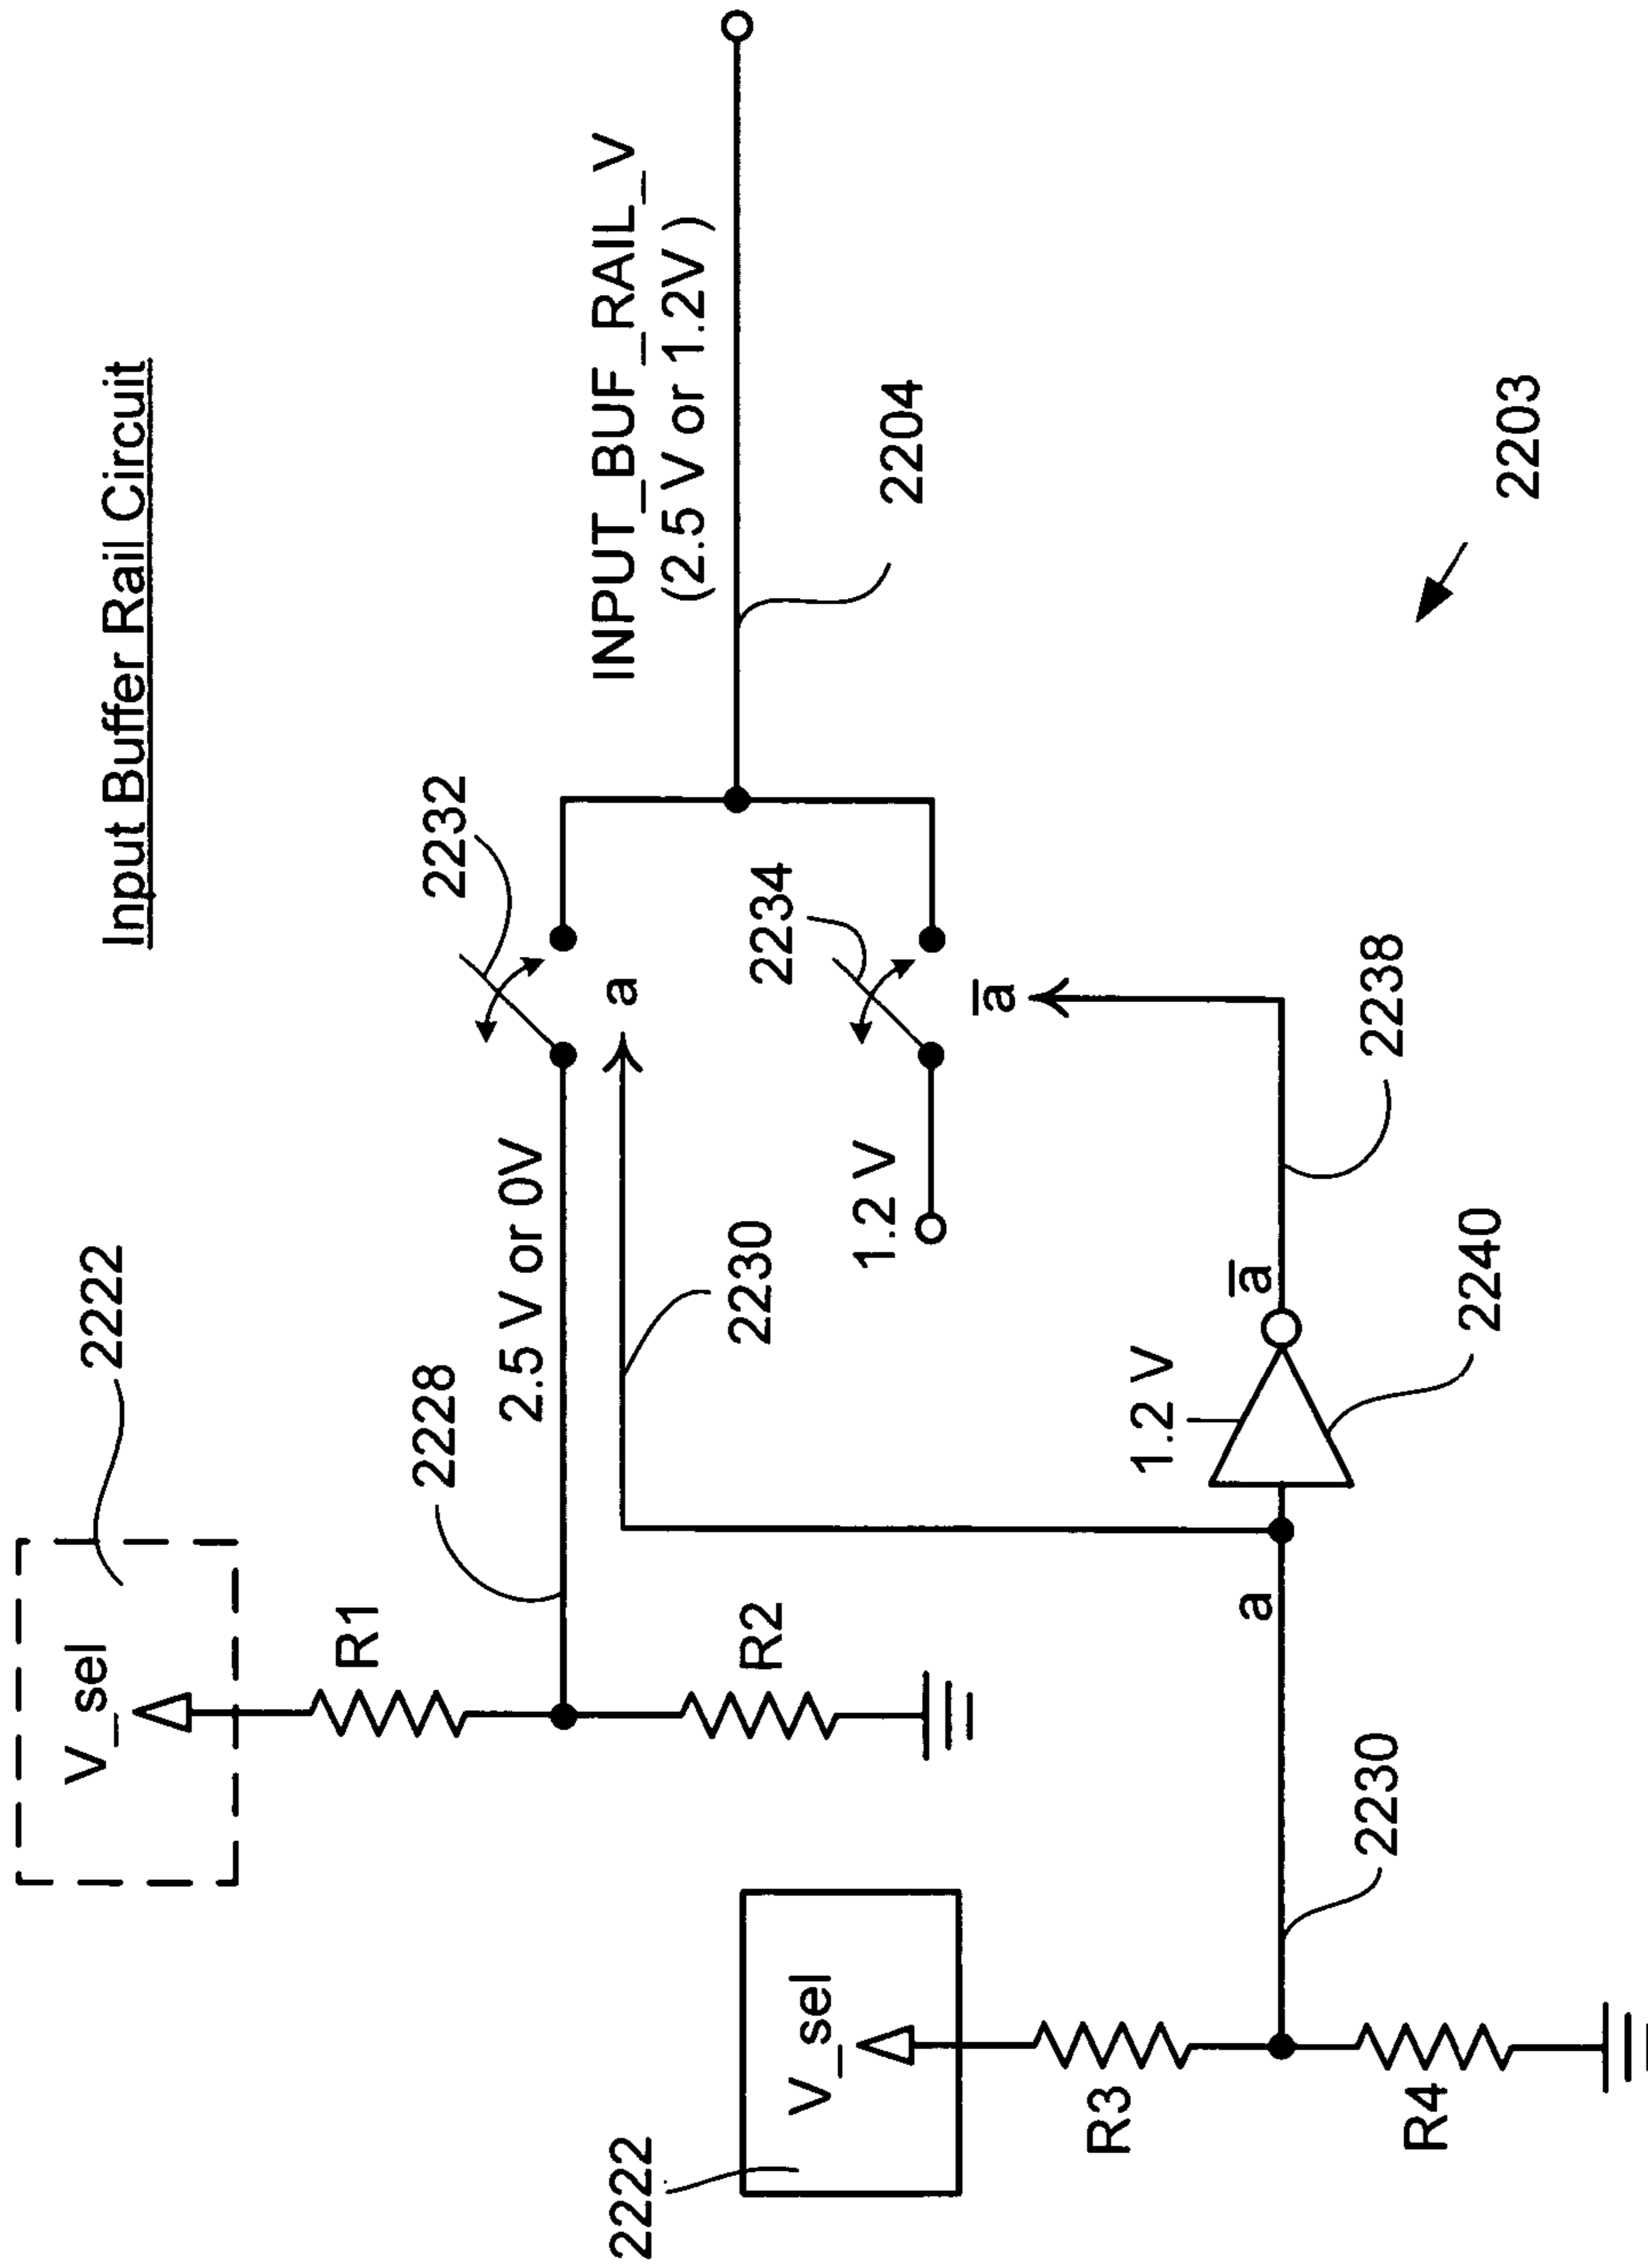 Input Buffer Rail Circuit
2222
V_sel
R1
2228
2.5 V or 0V
2232
INPUT_BUF_RAIL_V
(2.5 V or 1.2V )
R2
2230
a
2234
1.2 V
2204
2222
V_sel
R3
R4
2230
a
1.2 V
a̅
2240
a̅
2238
2203